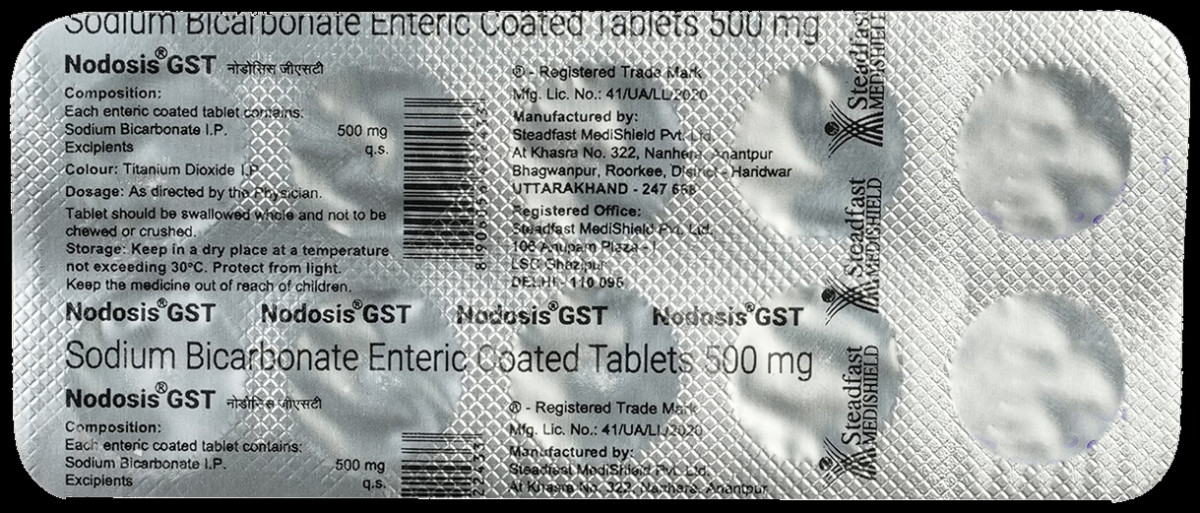 Sodium Bicarbonate Enteric Coated Tablets 500 mg
Nodosis®GST नोडोसिस जीएसटी
Composition:
Each enteric coated tablet contains:
Sodium Bicarbonate I.P. 500 mg
Excipients q.s.
Colour: Titanium Dioxide I.P.
Dosage: As directed by the Physician.
Tablet should be swallowed whole and not to be
chewed or crushed.
Storage: Keep in a dry place at a temperature
not exceeding 30°C. Protect from light.
Keep the medicine out of reach of children.
® - Registered Trade Mark
Mfg. Lic. No.: 41/UA/LL/2020
Manufactured by:
Steadfast MediShield Pvt. Ltd.
At Khasra No. 322, Nanhera, Anantpur
Bhagwanpur, Roorkee, District - Haridwar
UTTARAKHAND - 247 668
Registered Office:
Steadfast MediShield Pvt. Ltd.
106 Anupam Plaza - I
LSC Ghazipur
DELHI - 110 096
Steadfast
MEDISHIELD
Steadfast
MEDISHIELD
Steadfast
MEDISHIELD
Nodosis®GST Nodosis®GST Nodosis®GST Nodosis®GST
Sodium Bicarbonate Enteric Coated Tablets 500 mg
Nodosis®GST नोडोसिस जीएसटी
Composition:
Each enteric coated tablet contains:
Sodium Bicarbonate I.P. 500 mg
Excipients q.s.
® - Registered Trade Mark
Mfg. Lic. No.: 41/UA/LL/2020
Manufactured by:
Steadfast MediShield Pvt. Ltd.
At Khasra No. 322, Nanhera, Anantpur